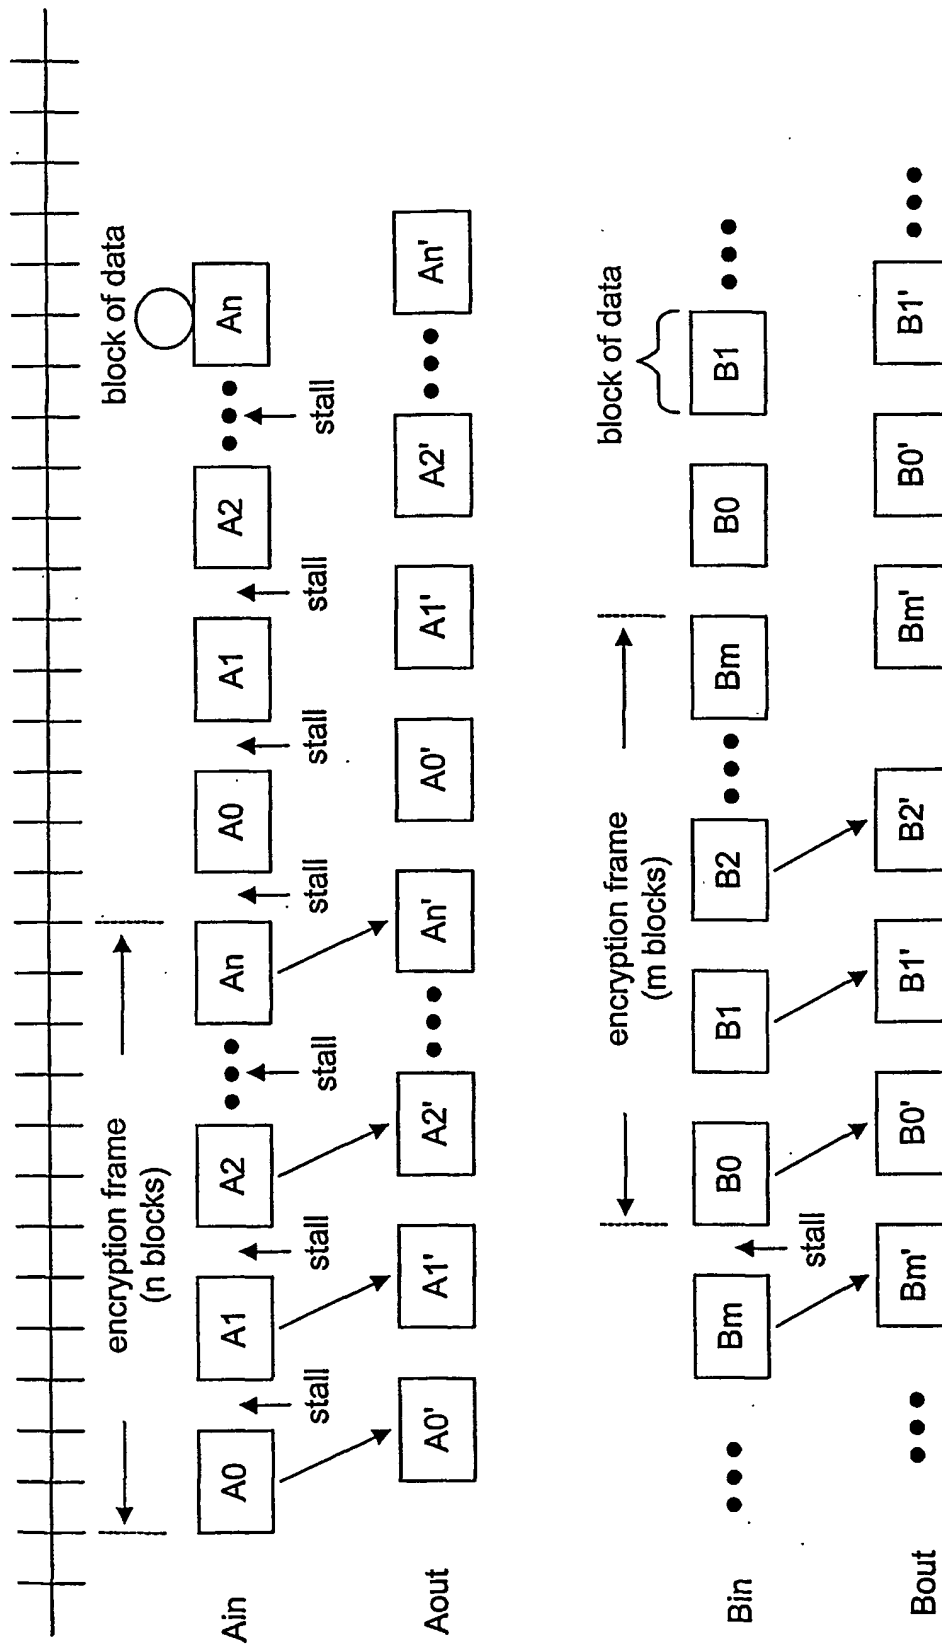 block of data
encryption frame
(n blocks)
Ain
A0
A1
A2
An
A0
A1
A2
An
stall
stall
stall
stall
stall
stall
stall
Aout
A0'
A1'
A2'
An'
A0'
A1'
A2'
An'
encryption frame
(m blocks)
block of data
Bin
Bm
B0
B1
B2
Bm
B0
B1
stall
Bout
Bm'
B0'
B1'
B2'
Bm'
B0'
B1'